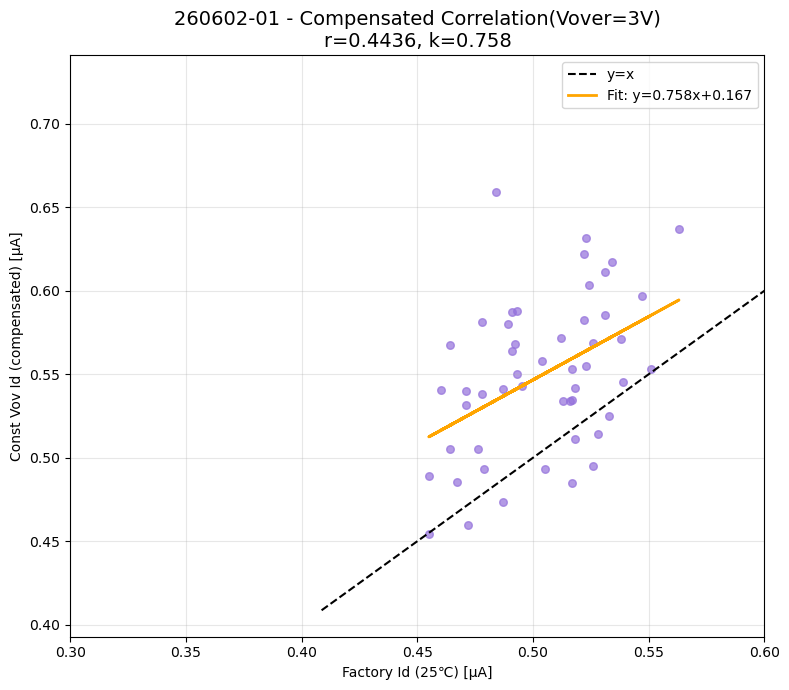 260602-01 - Compensated Correlation(Vover=3V)
r=0.4436, k=0.758
y=x
Fit: y=0.758x+0.167
0.70
0.65
0.60
0.55
0.50
0.45
0.40
Const Vov Id (compensated) [μA]
0.30 0.35 0.40 0.45 0.50 0.55 0.60
Factory Id (25℃) [μA]